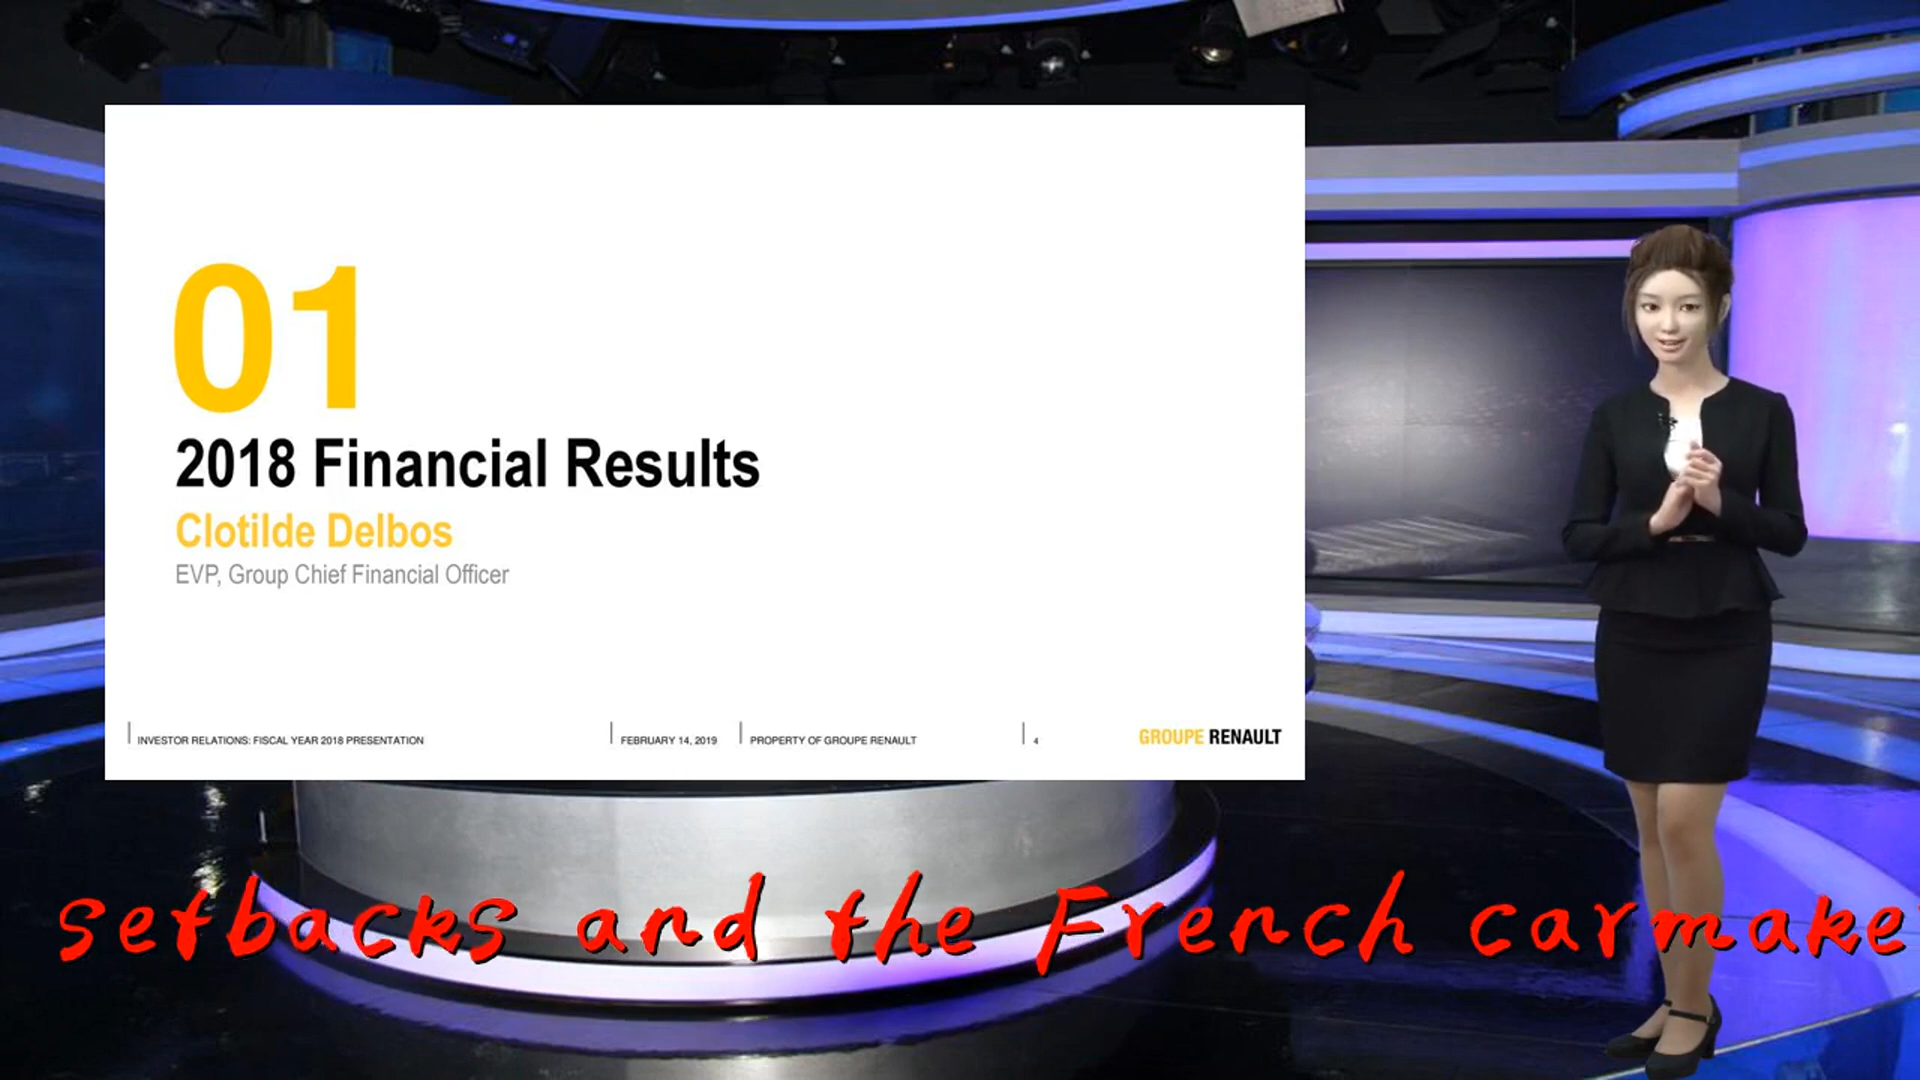 01
2018 Financial Results
Clotilde Delbos
EVP, Group Chief Financial Officer
INVESTOR RELATIONS: FISCAL YEAR 2018 PRESENTATION
FEBRUARY 14, 2019
PROPERTY OF GROUPE RENAULT
4
GROUPE RENAULT
setbacks and the French carmake